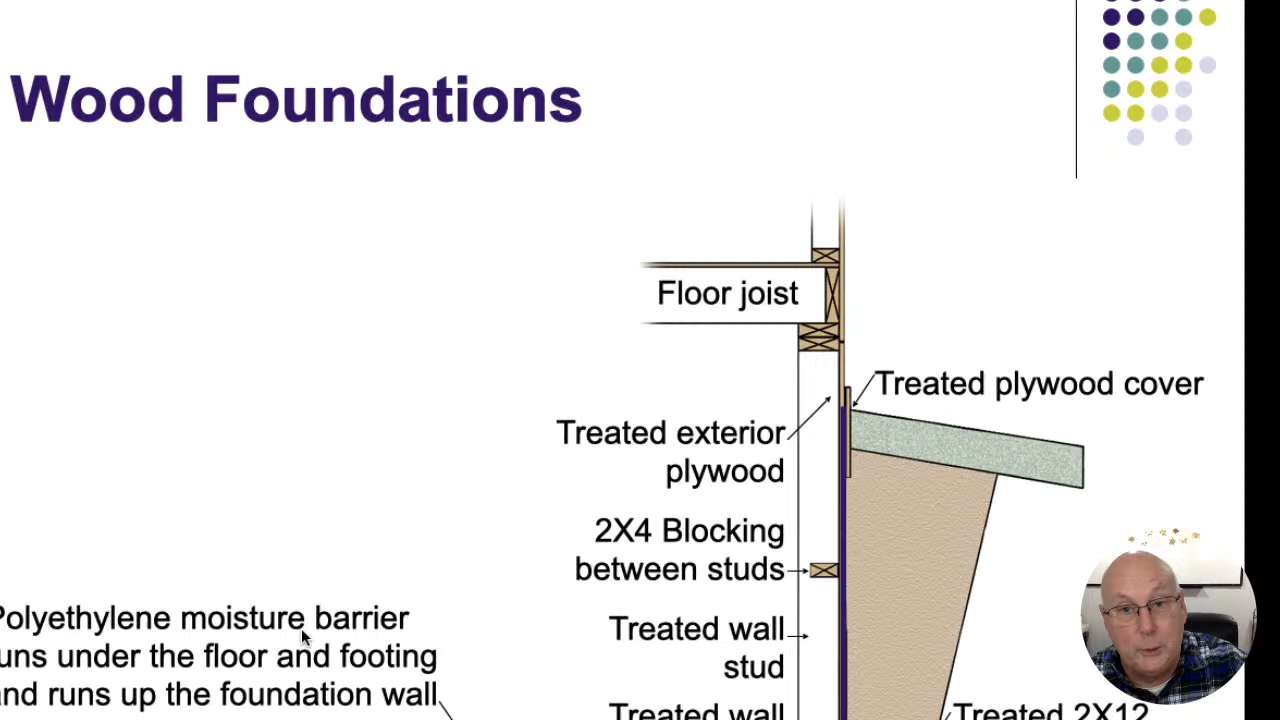 Wood Foundations
Floor joist
Treated plywood cover
Treated exterior
plywood
2X4 Blocking
between studs
Polyethylene moisture barrier
uns under the floor and footing
nd runs up the foundation wall
Treated wall
stud
Treated wall
Treated 2X12